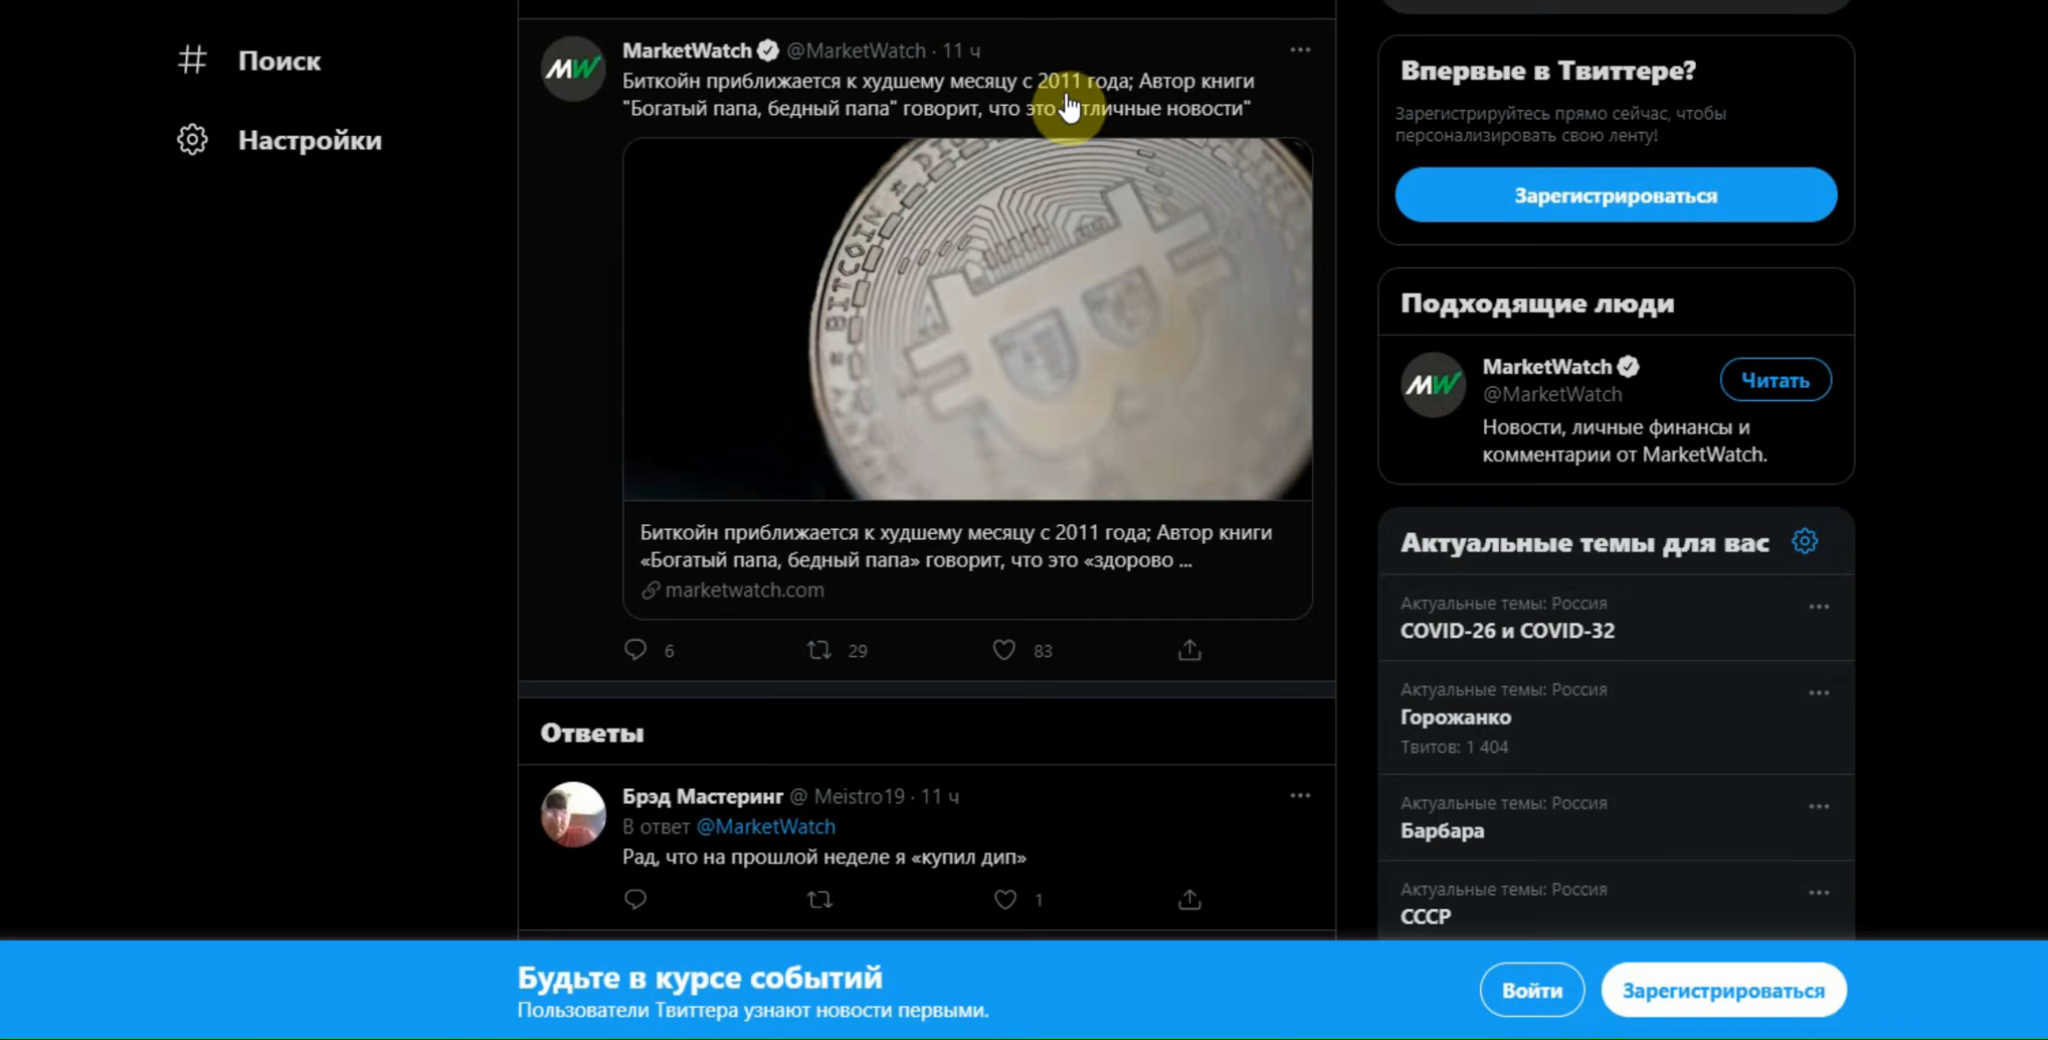 Поиск
Настройки
MarketWatch @MarketWatch · 11 ч
Биткойн приближается к худшему месяцу с 2011 года; Автор книги
"Богатый папа, бедный папа" говорит, что это отличные новости"
BITCOIN
Биткойн приближается к худшему месяцу с 2011 года; Автор книги
«Богатый папа, бедный папа» говорит, что это «здорово ...
marketwatch.com
6 29 83
Ответы
Брэд Мастеринг @ Meistro19 · 11 ч
В ответ @MarketWatch
Рад, что на прошлой неделе я «купил дип»
1
Впервые в Твиттере?
Зарегистрируйтесь прямо сейчас, чтобы
персонализировать свою ленту!
Зарегистрироваться
Подходящие люди
MW MarketWatch
@MarketWatch
Читать
Новости, личные финансы и
комментарии от MarketWatch.
Актуальные темы для вас
Актуальные темы: Россия
COVID-26 и COVID-32
Актуальные темы: Россия
Горожанко
Твитов: 1 404
Актуальные темы: Россия
Барбара
Актуальные темы: Россия
СССР
Будьте в курсе событий
Пользователи Твиттера узнают новости первыми.
Войти
Зарегистрироваться